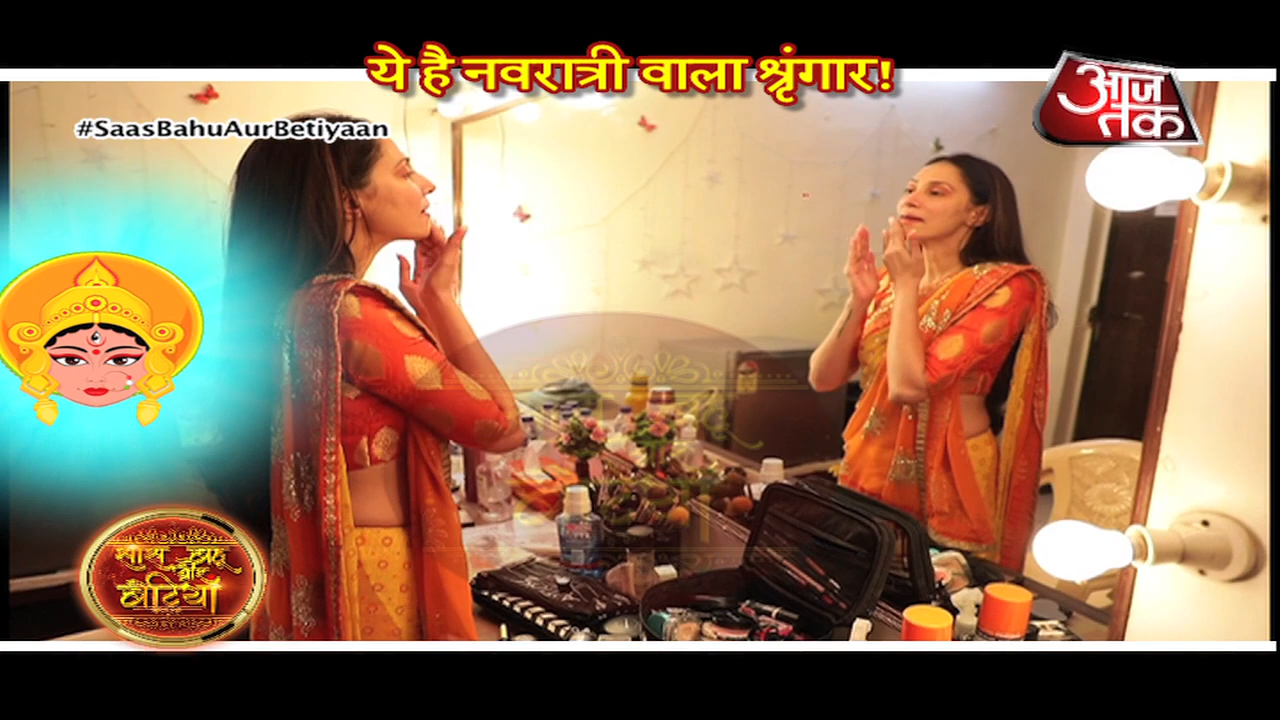 ये है नवरात्री वाला श्रृंगार!
आज
तक
#SaasBahuAurBetiyaan
सास बहू
और
बेटियां